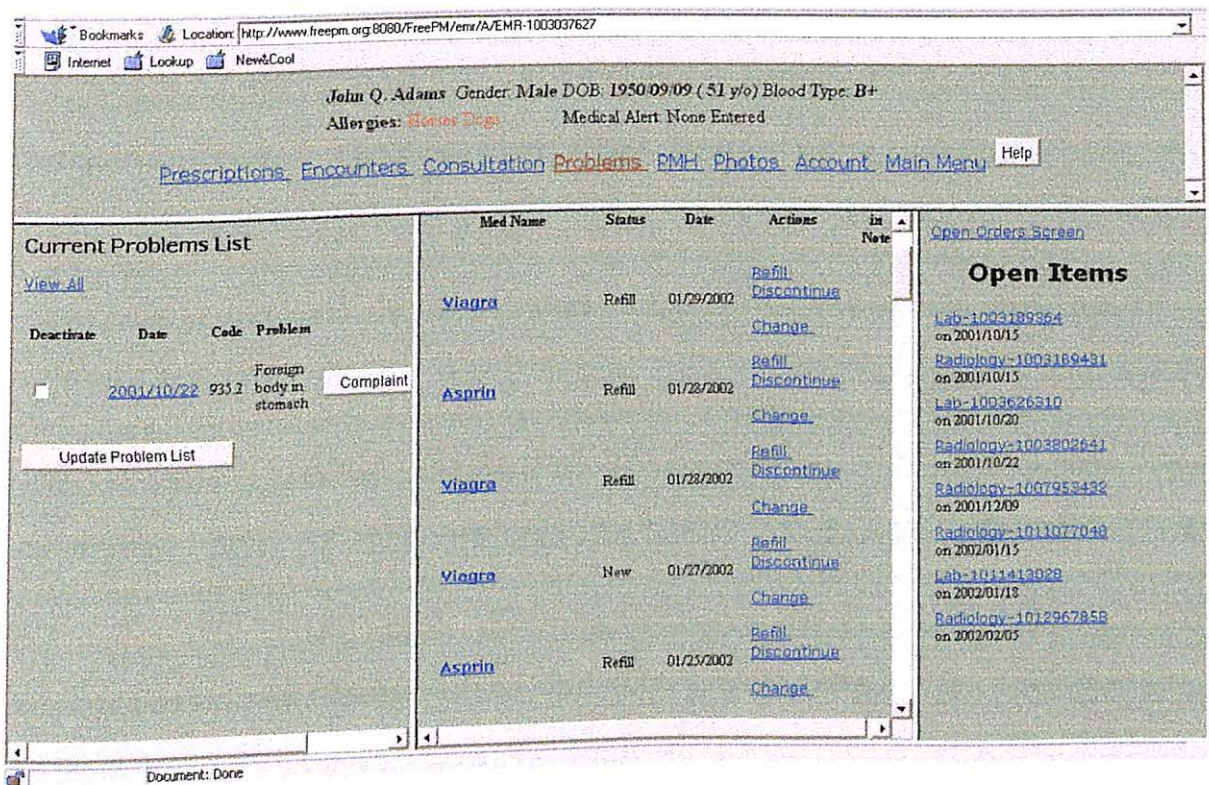 Bookmarks Location: http://www.freepm.org:8080/FreePM/emr/A/EMR-1003037627
Internet Lookup New&Cool
John Q. Adams Gender: Male DOB: 1950/09/09 ( 51 y/o) Blood Type: B+
Allergies: Horses Dogs Medical Alert: None Entered
Prescriptions Encounters Consultation Problems PMH Photos Account Main Menu Help
Current Problems List
View All
Deactivate Date Code Problem
2001/10/22 935.2 Foreign body in stomach Complaint
Update Problem List
Med Name Status Date Actions in Note
Viagra Refill 01/29/2002 Refill Discontinue
Change
Asprin Refill 01/28/2002 Refill Discontinue
Change
Viagra Refill 01/28/2002 Refill Discontinue
Change
Viagra New 01/27/2002 Refill Discontinue
Change
Asprin Refill 01/25/2002 Refill Discontinue
Change
Open Orders Screen
Open Items
Lab-1003189364
on 2001/10/15
Radiology-1003189431
on 2001/10/15
Lab-1003626310
on 2001/10/20
Radiology-1003802641
on 2001/10/22
Radiology-1007953432
on 2001/12/09
Radiology-1011077048
on 2002/01/15
Lab-1011413028
on 2002/01/18
Radiology-1012967858
on 2002/02/05
Document: Done